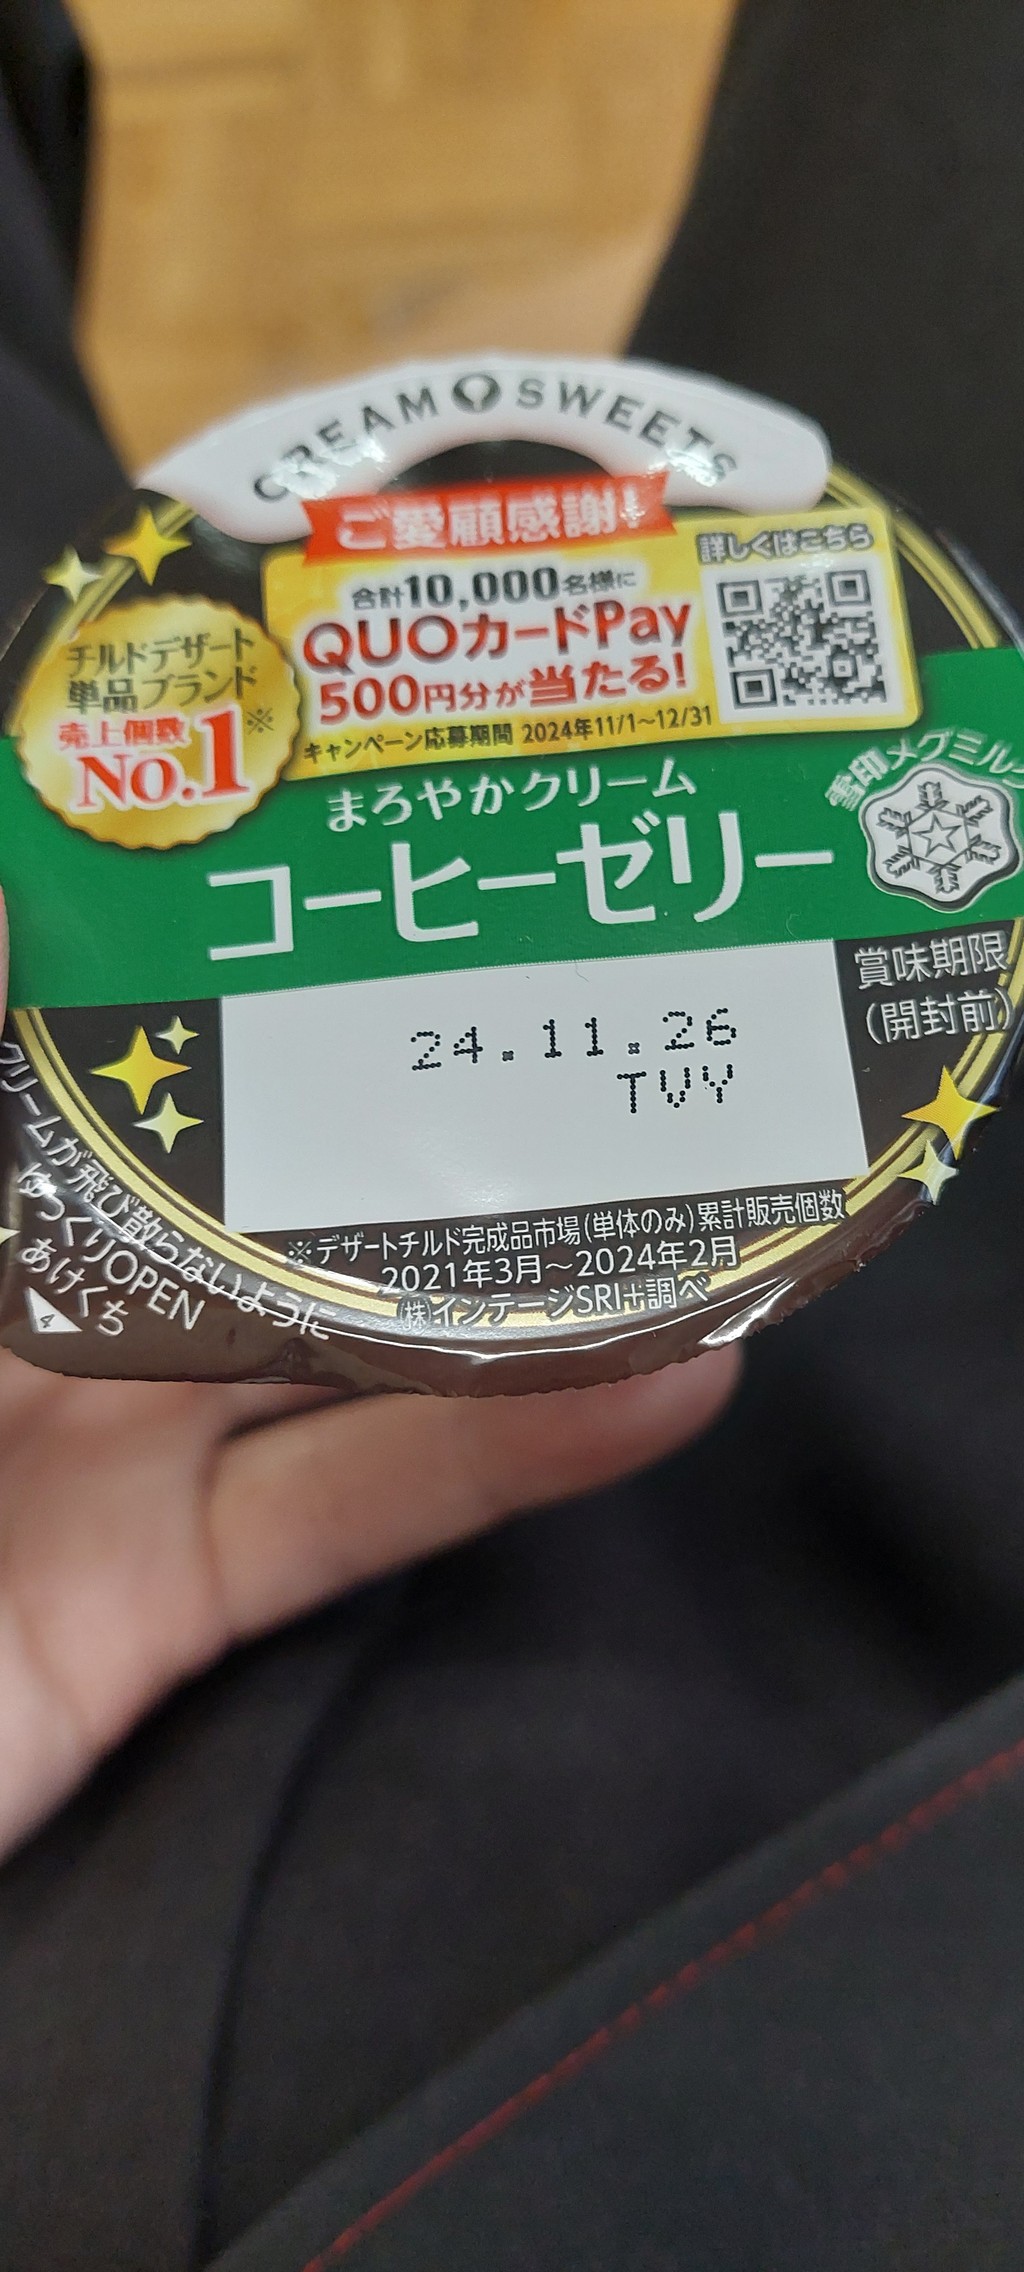 CREAM SWEETS
ご愛顧感謝!
合計10,000名様に
QUOカードPay
500円分が当たる!
キャンペーン応募期間 2024年11/1~12/31
詳しくはこちら
チルドデザート
単品ブランド
売上個数※
No.1
雪印メグミルク
まろやかクリーム
コーヒーゼリー
賞味期限
(開封前)
24.11.26
TVY
※デザートチルド完成品市場(単体のみ)累計販売個数
2021年3月~2024年2月
㈱インテージSRI+調べ
クリームが飛び散らないように
ゆっくりOPEN
あけくち